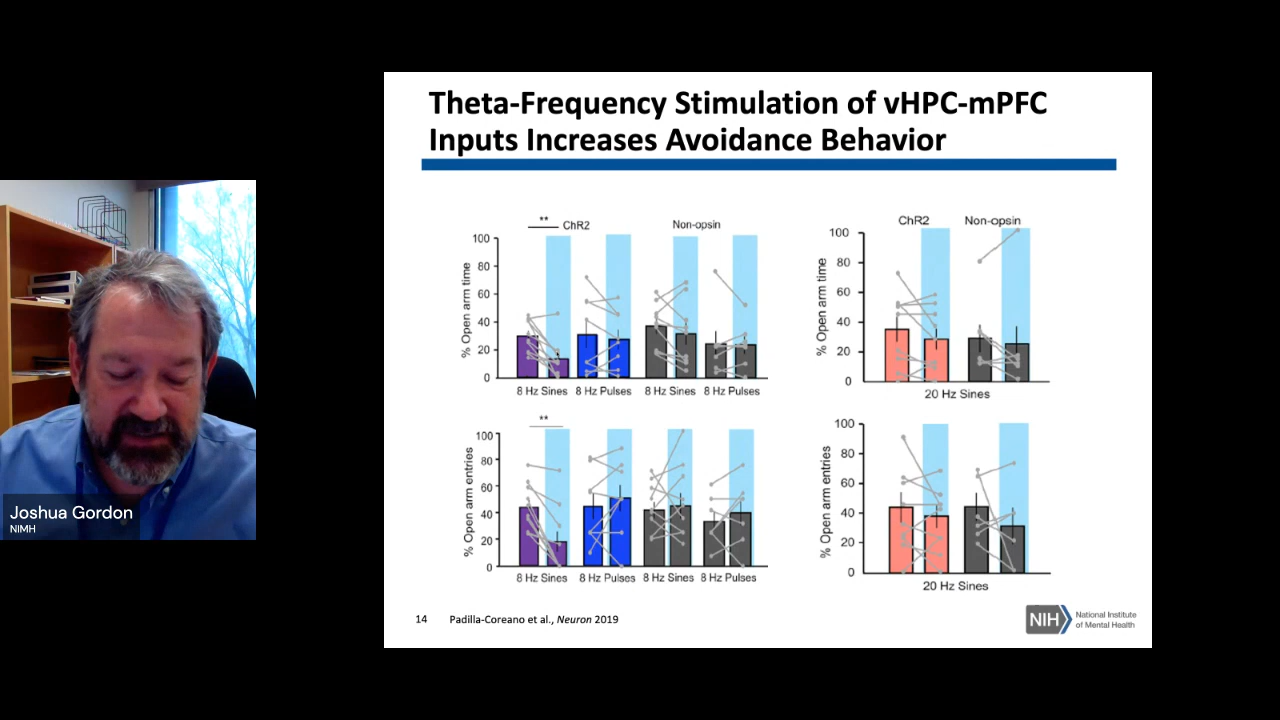 Theta-Frequency Stimulation of vHPC-mPFC
Inputs Increases Avoidance Behavior
** ChR2 Non-opsin
% Open arm time
100
80
60
40
20
0
8 Hz Sines 8 Hz Pulses 8 Hz Sines 8 Hz Pulses
ChR2 Non-opsin
% Open arm time
100
80
60
40
20
0
20 Hz Sines
**
% Open arm entries
100
80
60
40
20
0
8 Hz Sines 8 Hz Pulses 8 Hz Sines 8 Hz Pulses
% Open arm entries
100
80
60
40
20
0
20 Hz Sines
14 Padilla-Coreano et al., Neuron 2019
NIH National Institute
of Mental Health
Joshua Gordon
NIMH